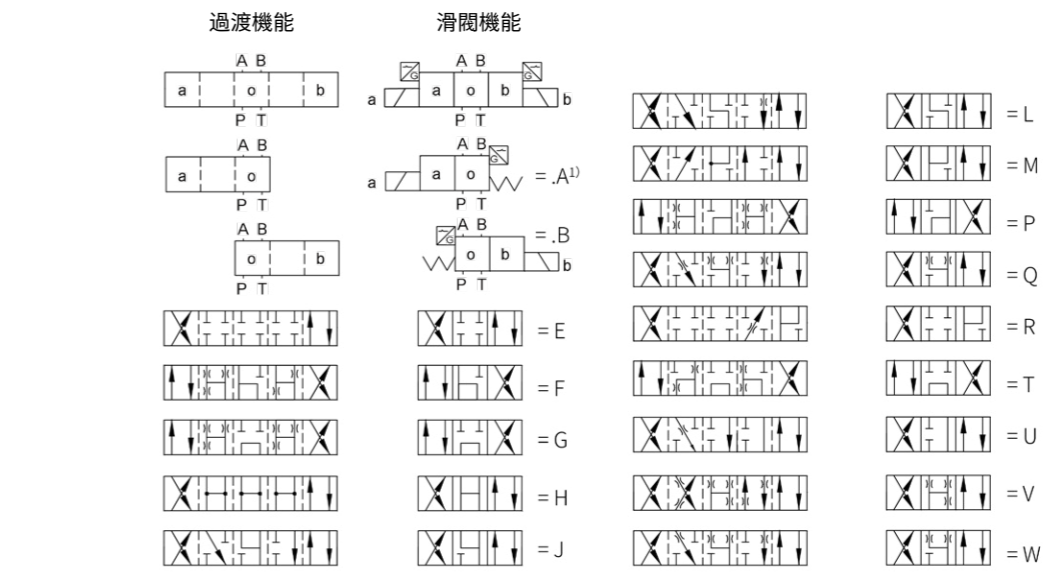 過渡機能
滑閥機能
A B
a o b
P T
A B
G G
a a o b b
P T
A B
a o
P T
A B
G
a a o = .A¹⁾
P T
A B
o b
P T
A B
G
= .B
o b b
P T
= E
= F
= G
= H
= J
= L
= M
= P
= Q
= R
= T
= U
= V
= W